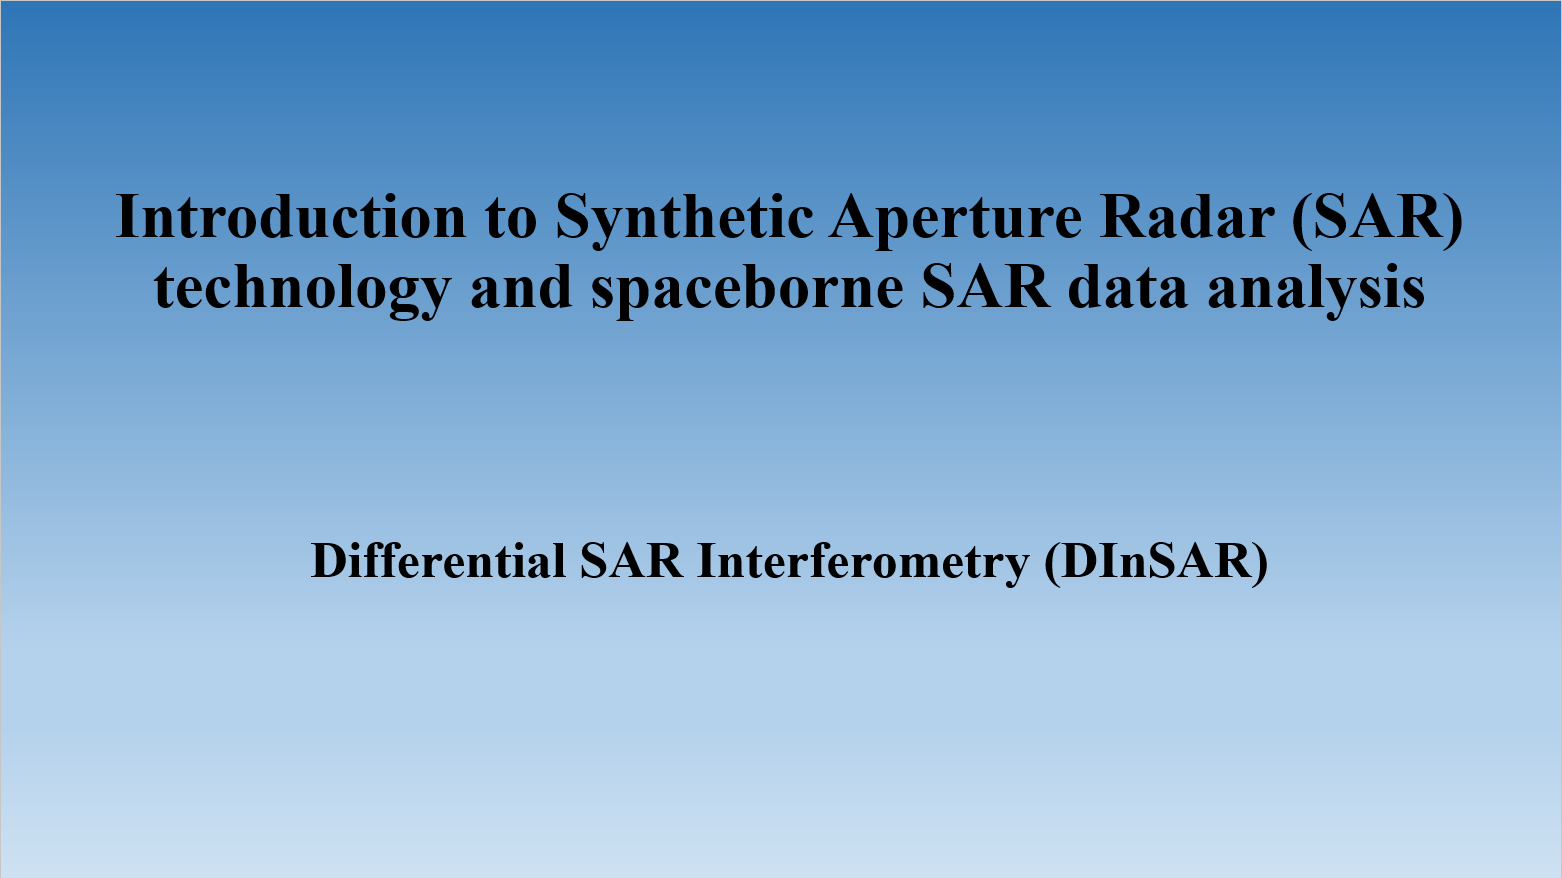 Introduction to Synthetic Aperture Radar (SAR)
technology and spaceborne SAR data analysis
Differential SAR Interferometry (DInSAR)